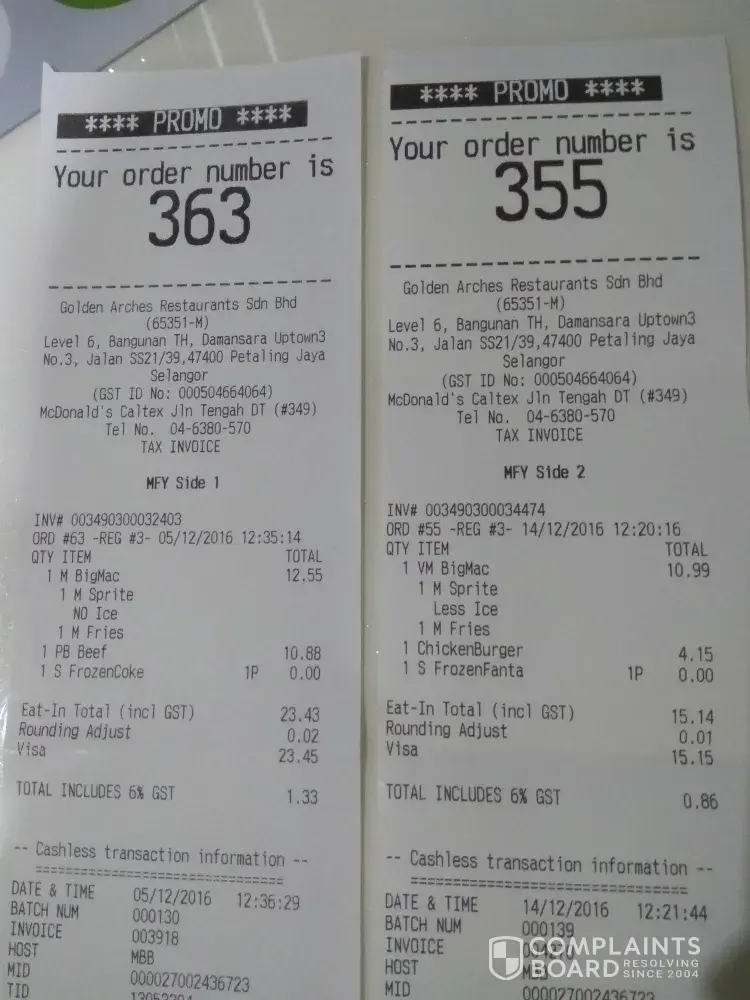 **** PROMO ****
Your order number is
363
Golden Arches Restaurants Sdn Bhd
(65351-M)
Level 6, Bangunan TH, Damansara Uptown3
No.3, Jalan SS21/39,47400 Petaling Jaya
Selangor
(GST ID No: 000504664064)
McDonald's Caltex Jln Tengah DT (#349)
Tel No. 04-6380-570
TAX INVOICE
MFY Side 1
INV# 003490300032403
ORD #63 -REG #3- 05/12/2016 12:35:14
QTY ITEM TOTAL
1 M BigMac 12.55
1 M Sprite
NO Ice
1 M Fries
1 PB Beef 10.88
1 S FrozenCoke 1P 0.00
Eat-In Total (incl GST) 23.43
Rounding Adjust 0.02
Visa 23.45
TOTAL INCLUDES 6% GST 1.33
-- Cashless transaction information --
==============================
DATE & TIME 05/12/2016 12:36:29
BATCH NUM 000130
INVOICE 003918
HOST MBB
MID 000027002436723
TID
**** PROMO ****
Your order number is
355
Golden Arches Restaurants Sdn Bhd
(65351-M)
Level 6, Bangunan TH, Damansara Uptown3
No.3, Jalan SS21/39,47400 Petaling Jaya
Selangor
(GST ID No: 000504664064)
McDonald's Caltex Jln Tengah DT (#349)
Tel No. 04-6380-570
TAX INVOICE
MFY Side 2
INV# 003490300034474
ORD #55 -REG #3- 14/12/2016 12:20:16
QTY ITEM TOTAL
1 VM BigMac 10.99
1 M Sprite
Less Ice
1 M Fries
1 ChickenBurger 4.15
1 S FrozenFanta 1P 0.00
Eat-In Total (incl GST) 15.14
Rounding Adjust 0.01
Visa 15.15
TOTAL INCLUDES 6% GST 0.86
-- Cashless transaction information --
==============================
DATE & TIME 14/12/2016 12:21:44
BATCH NUM 000139
INVOICE
HOST MBB
MID
COMPLAINTS
BOARD RESOLVING
SINCE 2004